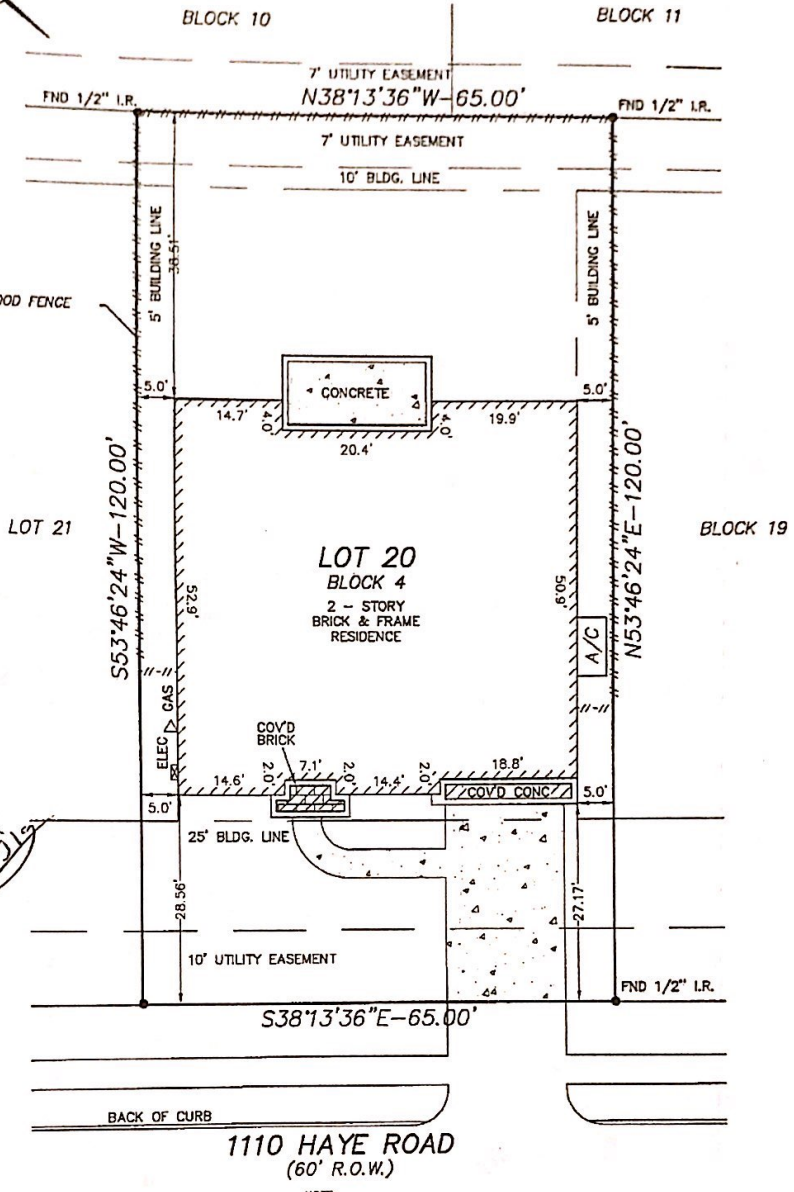 BLOCK 10
BLOCK 11
7' UTILITY EASEMENT
FND 1/2" I.R.
N38°13'36"W-65.00'
FND 1/2" I.R.
7' UTILITY EASEMENT
10' BLDG. LINE
5' BUILDING LINE
38.51'
5' BUILDING LINE
OOD FENCE
5.0'
CONCRETE
5.0'
14.7'
4.0'
20.4'
4.0'
19.9'
S53°46'24"W-120.00'
N53°46'24"E-120.00'
LOT 21
BLOCK 19
LOT 20
BLOCK 4
2 - STORY
BRICK & FRAME
RESIDENCE
52.9'
50.9'
A/C
GAS
ELEC
COV'D
BRICK
14.6'
2.0'
7.1'
2.0'
14.4'
2.0'
18.8'
COV'D CONC
5.0'
5.0'
25' BLDG. LINE
28.56'
27.17'
10' UTILITY EASEMENT
FND 1/2" I.R.
S38°13'36"E-65.00'
BACK OF CURB
1110 HAYE ROAD
(60' R.O.W.)